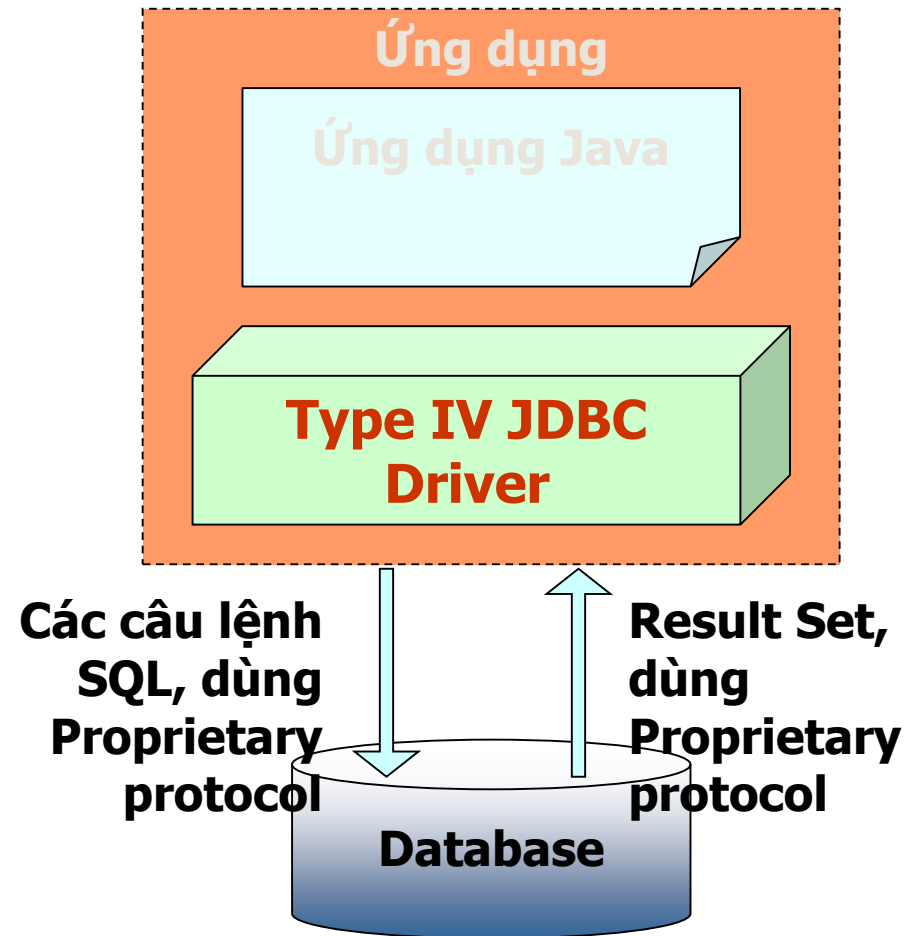 Ứng dụng
Ứng dụng Java
Type IV JDBC
Driver
Các câu lệnh
SQL, dùng
Proprietary
protocol
Result Set,
dùng
Proprietary
protocol
Database